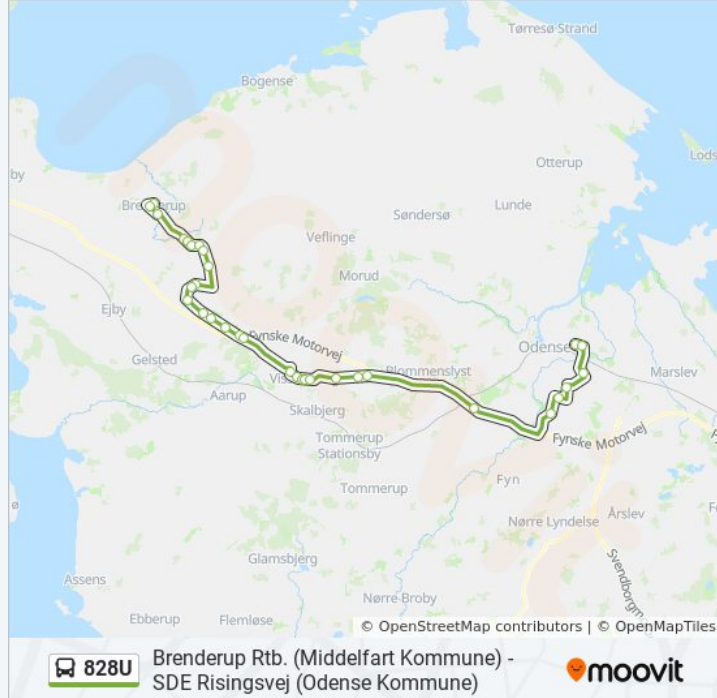 Tørresø Strand
Bogense
Lods
by
Otterup
Brenderup
Lunde
Søndersø
Veflinge
Morud
Ejby
Fynske Motorvej
Odense
Gelsted
Blommenslyst
Marslev
Viss
Aarup
Skalbjerg
Tommerup
Stationsby
Fynske Motorvej
Fyn
Tommerup
Årslev
Nørre Lyndelse
Glamsbjerg
Svendborgm
Assens
Nørre Broby
Ebberup
Flemløse
© OpenStreetMap contributors | © OpenMapTiles
828U
Brenderup Rtb. (Middelfart Kommune) -
SDE Risingsvej (Odense Kommune)
moovit